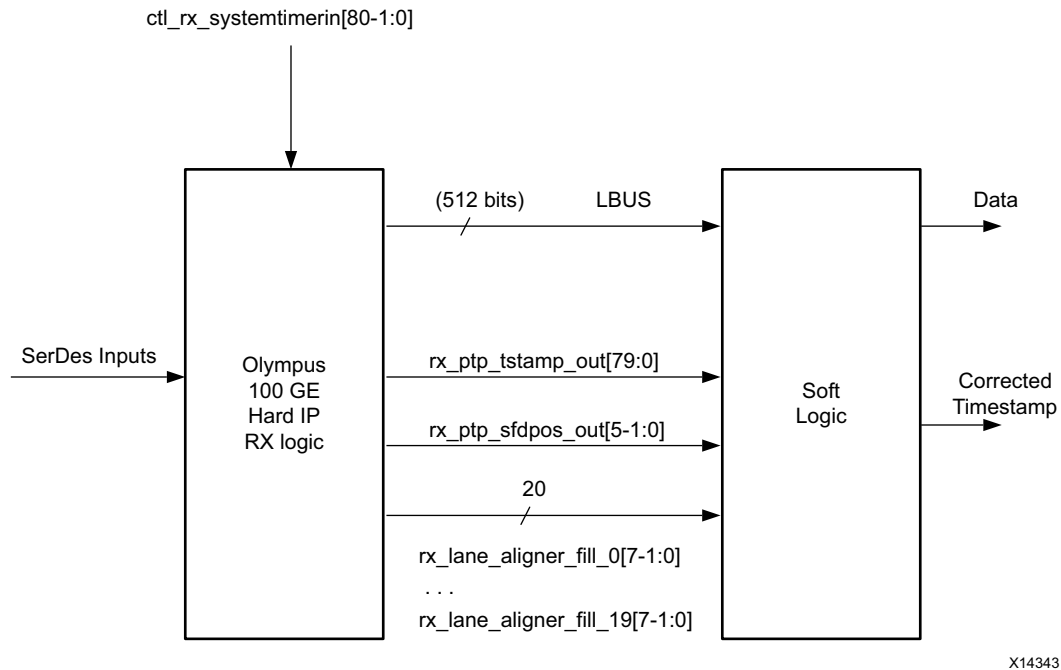 ctl_rx_systemtimerin[80-1:0]
(512 bits) LBUS
Data
SerDes Inputs
Olympus
100 GE
Hard IP
RX logic
rx_ptp_tstamp_out[79:0]
rx_ptp_sfdpos_out[5-1:0]
20
rx_lane_aligner_fill_0[7-1:0]
. . .
rx_lane_aligner_fill_19[7-1:0]
Soft
Logic
Corrected
Timestamp
X14343